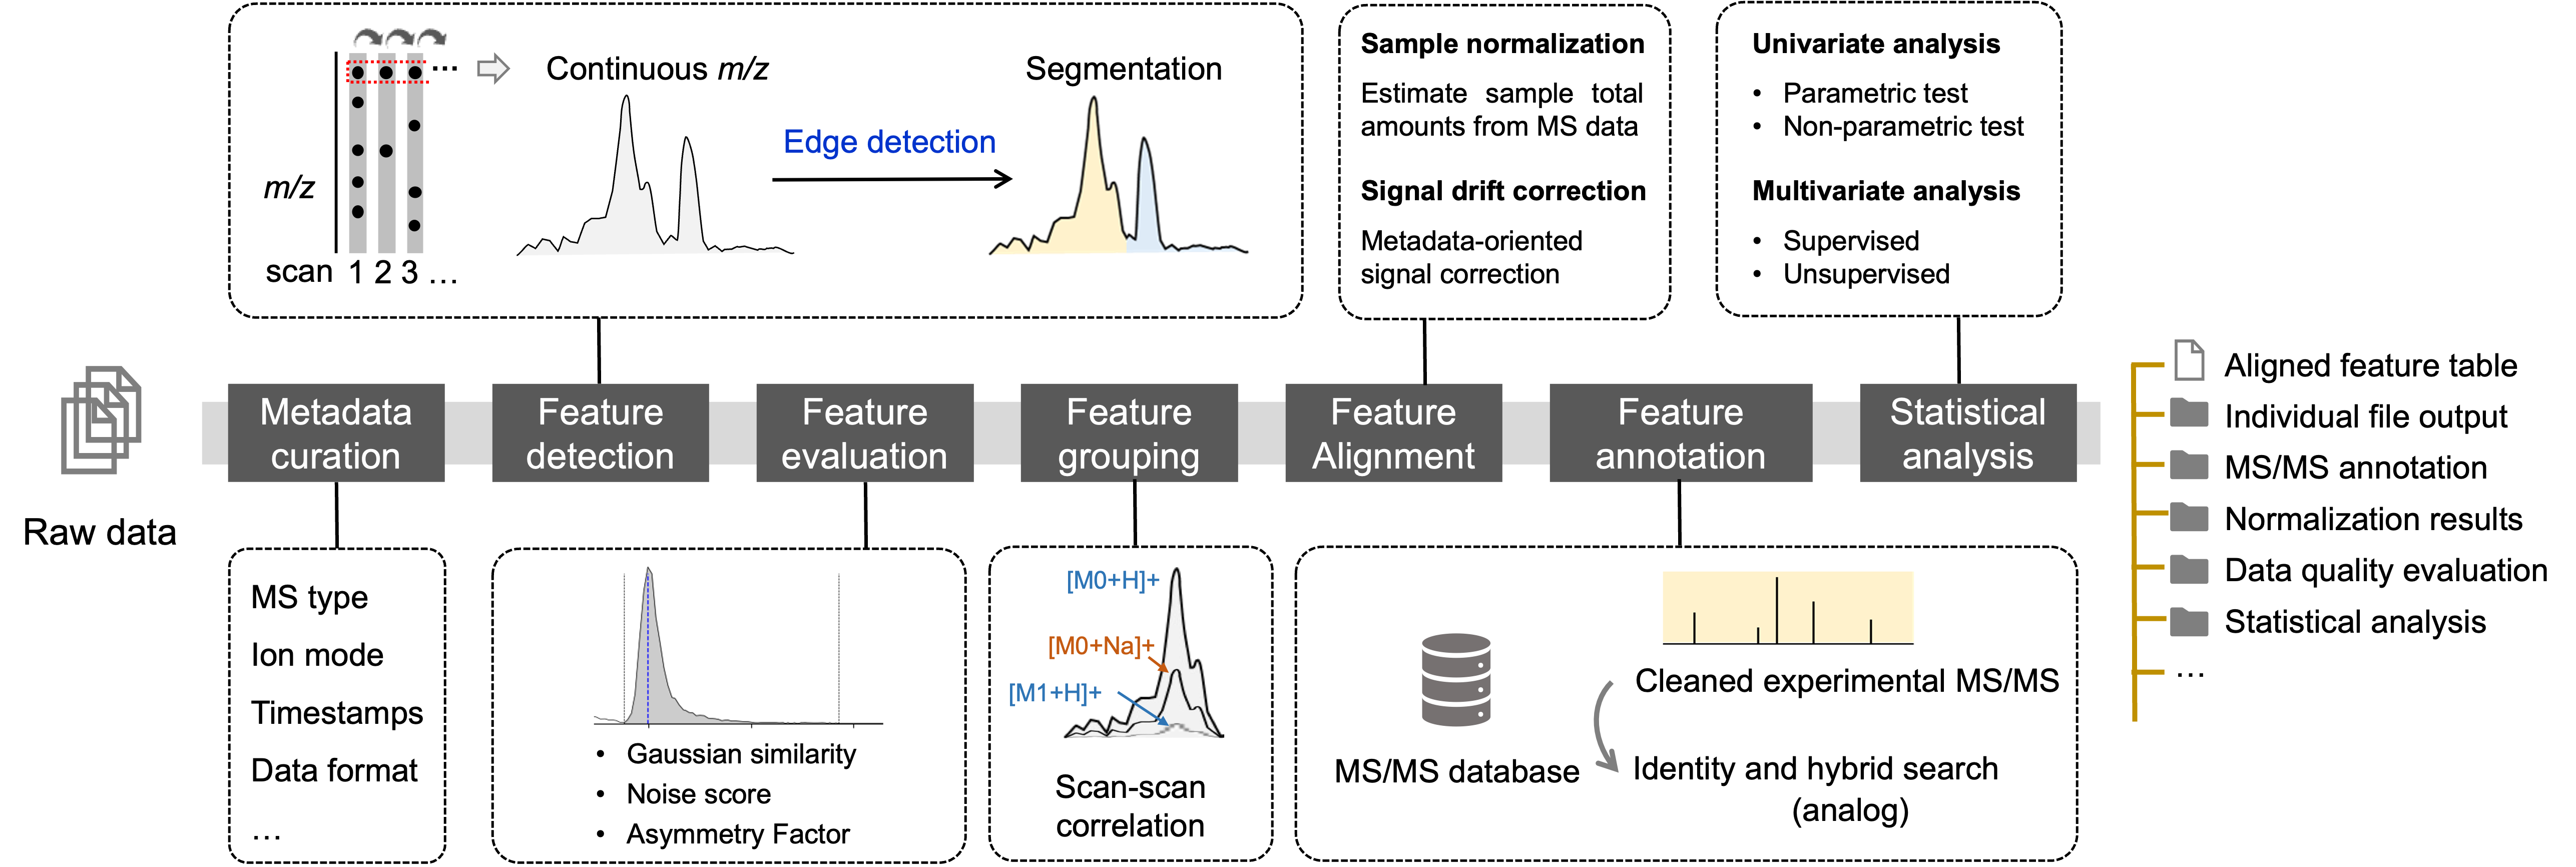 Continuous m/z
Segmentation
Edge detection
...
m/z
scan 1 2 3 ...
Sample normalization
Estimate sample total
amounts from MS data
Signal drift correction
Metadata-oriented
signal correction
Univariate analysis
• Parametric test
• Non-parametric test
Multivariate analysis
• Supervised
• Unsupervised
Raw data
Metadata
curation
Feature
detection
Feature
evaluation
Feature
grouping
Feature
Alignment
Feature
annotation
Statistical
analysis
MS type
Ion mode
Timestamps
Data format
...
• Gaussian similarity
• Noise score
• Asymmetry Factor
[M0+H]+
[M0+Na]+
[M1+H]+
Scan-scan
correlation
MS/MS database
Cleaned experimental MS/MS
Identity and hybrid search
(analog)
Aligned feature table
Individual file output
MS/MS annotation
Normalization results
Data quality evaluation
Statistical analysis
...